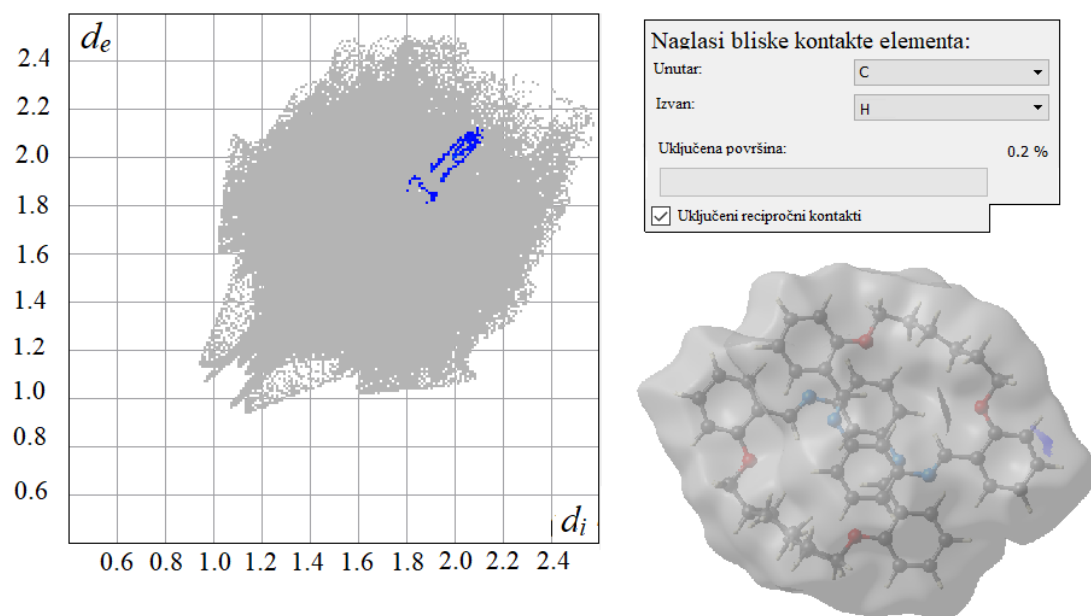 de
2.4
2.2
2.0
1.8
1.6
1.4
1.2
1.0
0.8
0.6
di
0.6 0.8 1.0 1.2 1.4 1.6 1.8 2.0 2.2 2.4
Naglasi bliske kontakte elementa:
Unutar: C
Izvan: H
Uključena površina: 0.2 %
Uključeni recipročni kontakti